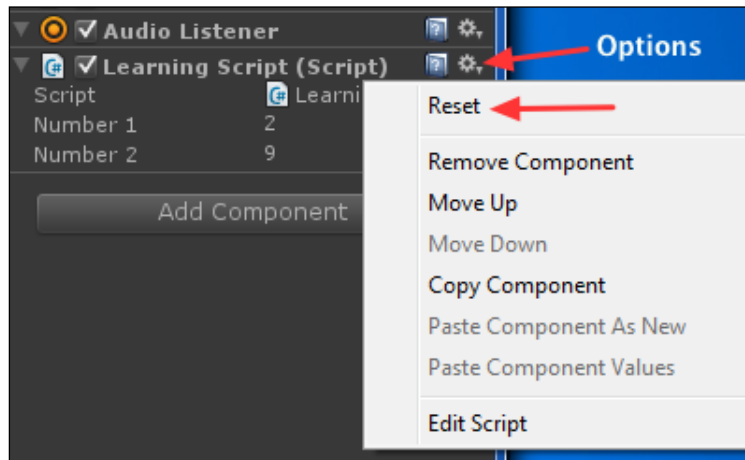 Audio Listener
Options
Learning Script (Script)
Script
Learni
Number 1
2
Number 2
9
Add Component
Reset
Remove Component
Move Up
Move Down
Copy Component
Paste Component As New
Paste Component Values
Edit Script